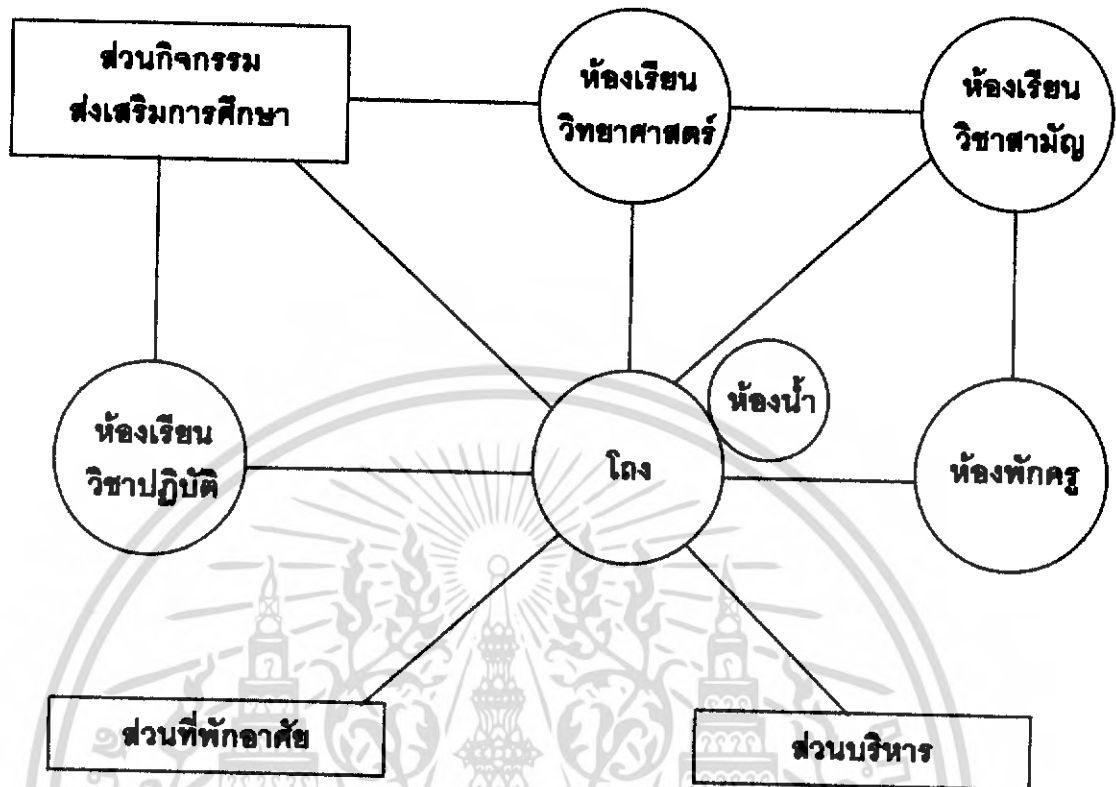 ส่วนกิจกรรม
ส่งเสริมการศึกษา
ห้องเรียน
วิทยาศาสตร์
ห้องเรียน
วิชาสามัญ
ห้องน้ำ
ห้องเรียน
วิชาปฏิบัติ
โถง
ห้องพักครู
ส่วนที่พักอาศัย
ส่วนบริหาร